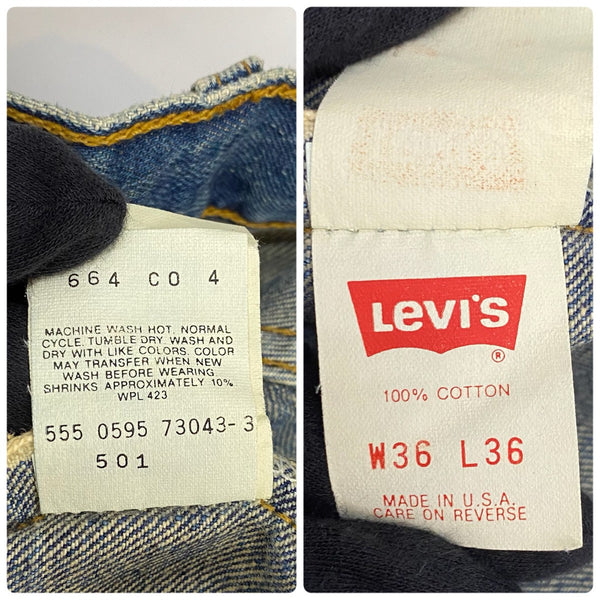 664 CO 4
MACHINE WASH HOT, NORMAL
CYCLE. TUMBLE DRY. WASH AND
DRY WITH LIKE COLORS. COLOR
MAY TRANSFER WHEN NEW
WASH BEFORE WEARING
SHRINKS APPROXIMATELY 10%
WPL 423
555 0595 73043-3
501
Levi's
®
100% COTTON
W36 L36
MADE IN U.S.A.
CARE ON REVERSE